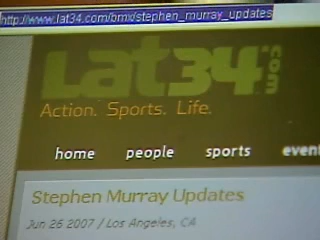 http://www.lat34.com/bmx/stephen_murray_updates
Lat34.com
Action. Sports. Life.
home people sports even
Stephen Murray Updates
Jun 26 2007 / Los Angeles, CA